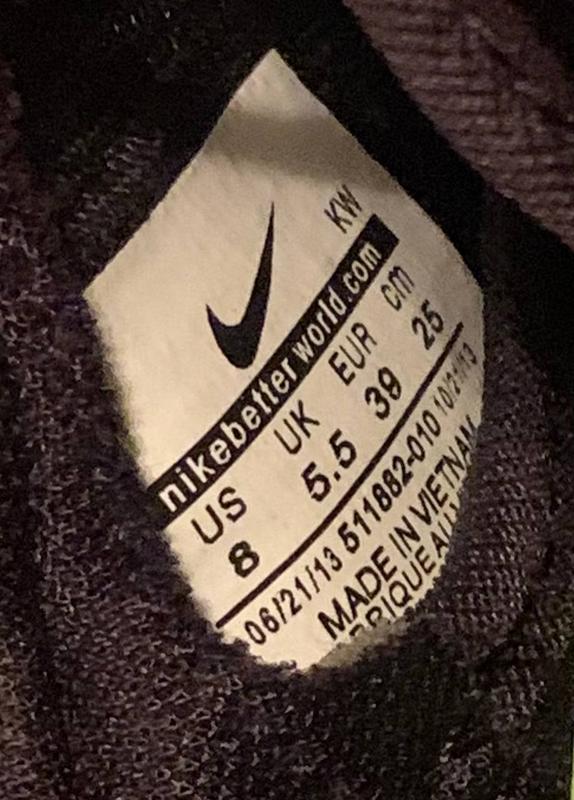 KW
nikebetterworld.com
US UK EUR cm
8 5.5 39 25
06/21/13 511882-010 10/21/13
MADE IN VIETNAM